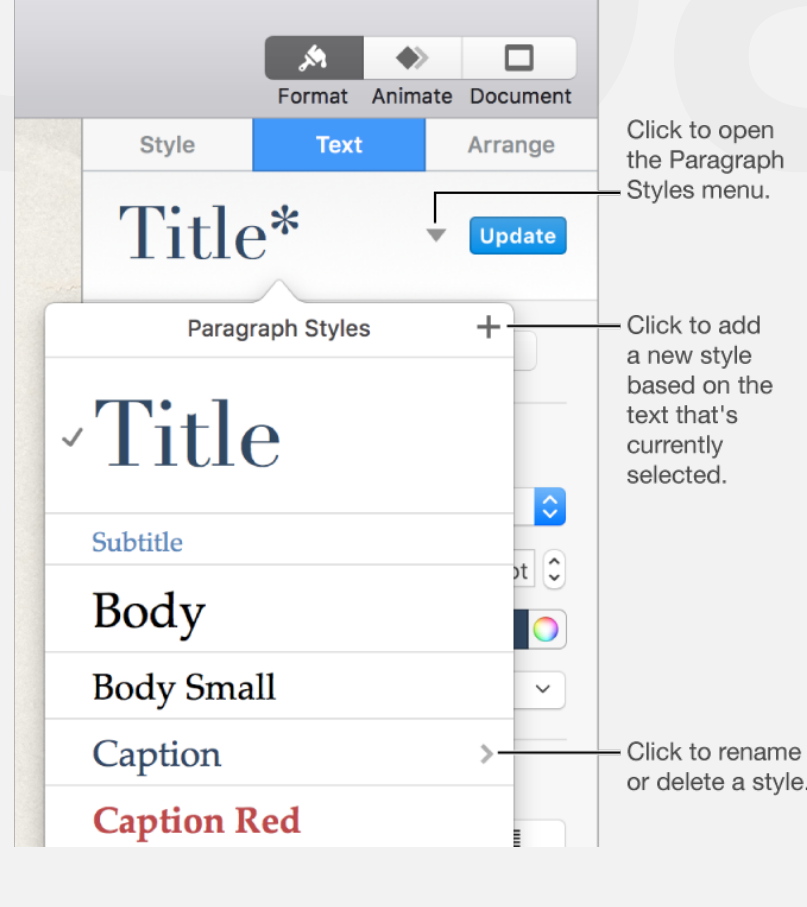 Format Animate Document
Style Text Arrange
Click to open
the Paragraph
Styles menu.
Title* Update
Paragraph Styles
Click to add
a new style
based on the
text that's
currently
selected.
Title
Subtitle
pt
Body
Body Small
Caption
Click to rename
or delete a style.
Caption Red